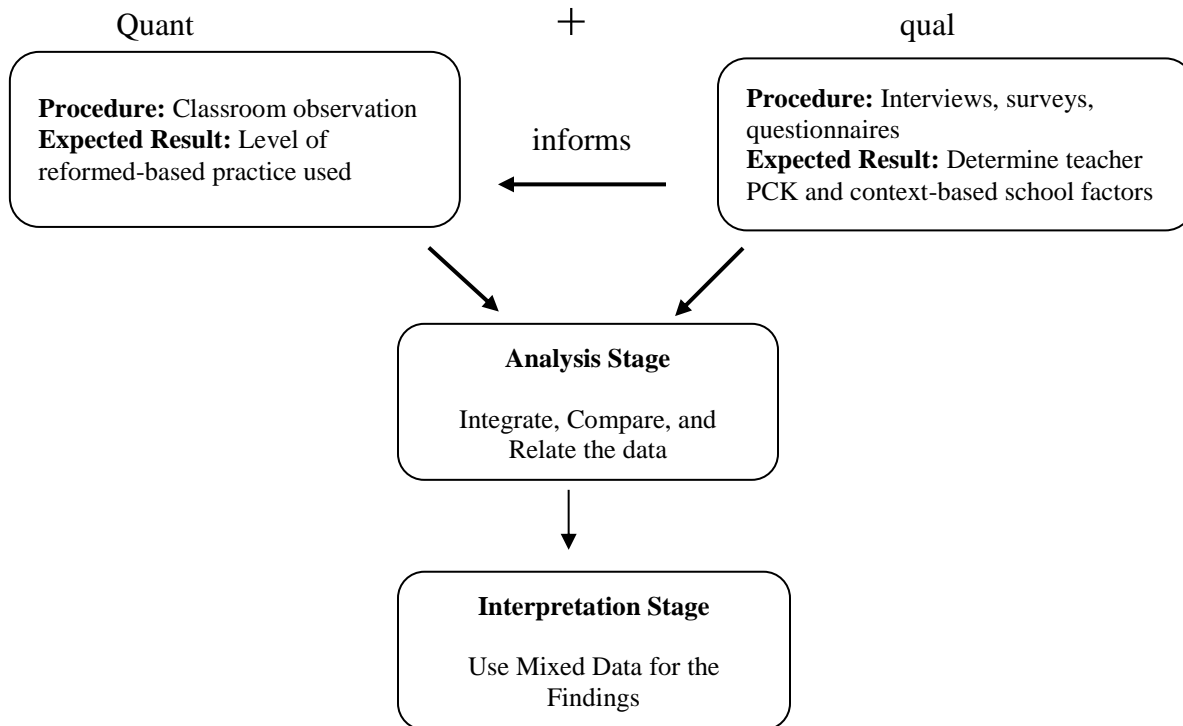 Quant + qual
Procedure: Classroom observation
Expected Result: Level of
reformed-based practice used
informs
Procedure: Interviews, surveys,
questionnaires
Expected Result: Determine teacher
PCK and context-based school factors
Analysis Stage
Integrate, Compare, and
Relate the data
Interpretation Stage
Use Mixed Data for the
Findings